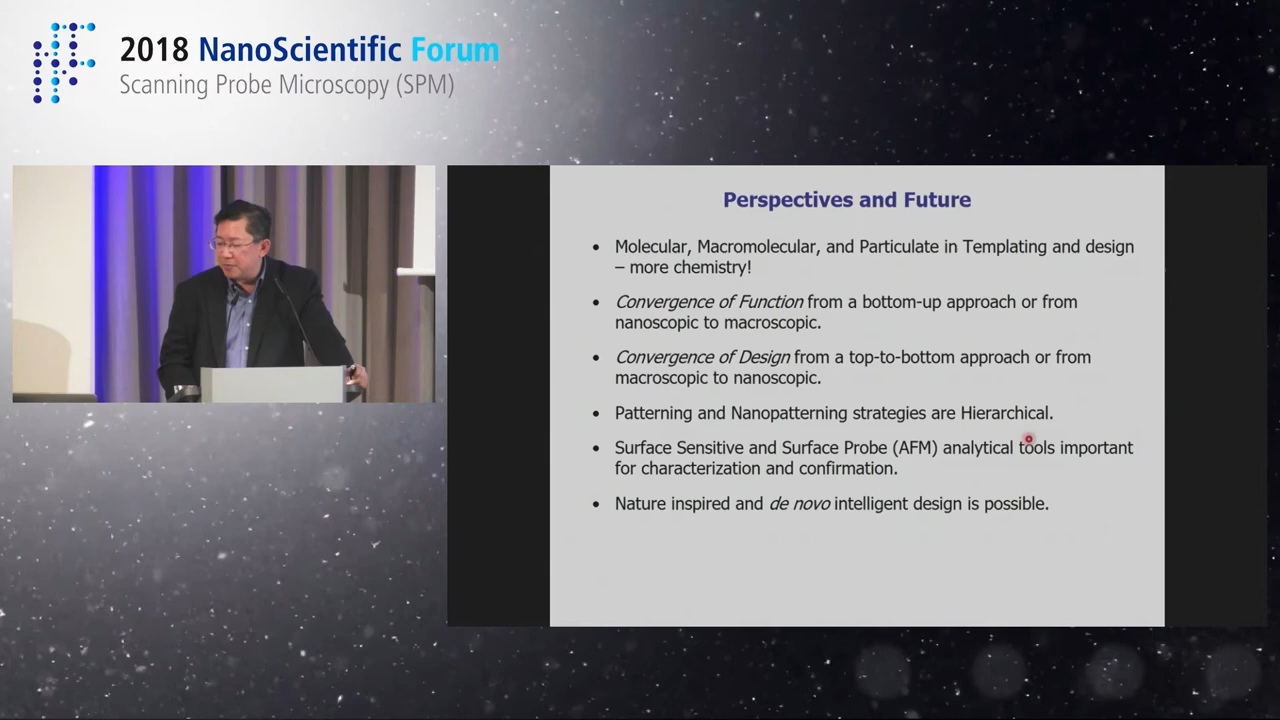 2018 NanoScientific Forum
Scanning Probe Microscopy (SPM)
Perspectives and Future
• Molecular, Macromolecular, and Particulate in Templating and design
– more chemistry!
• Convergence of Function from a bottom-up approach or from
nanoscopic to macroscopic.
• Convergence of Design from a top-to-bottom approach or from
macroscopic to nanoscopic.
• Patterning and Nanopatterning strategies are Hierarchical.
• Surface Sensitive and Surface Probe (AFM) analytical tools important
for characterization and confirmation.
• Nature inspired and de novo intelligent design is possible.